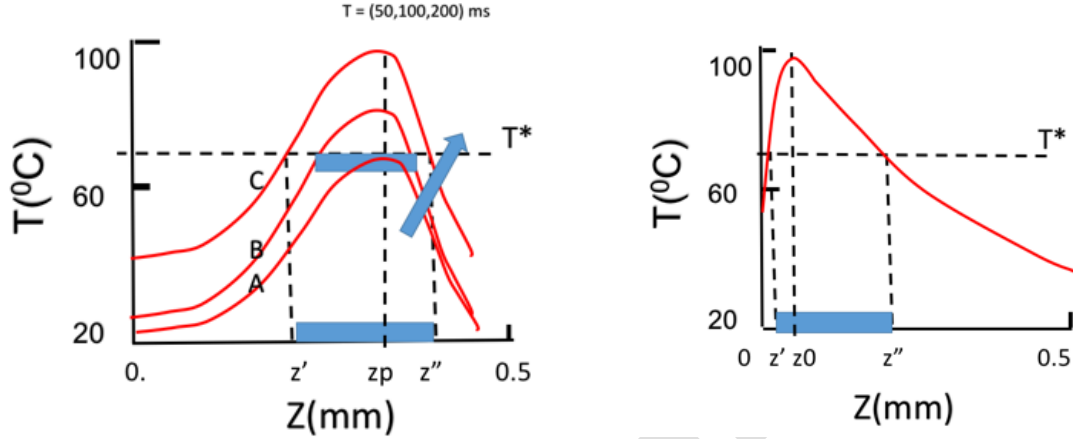 T = (50,100,200) ms
100
60
20
T(⁰C)
C
B
A
T*
0.
z'
zp
z"
0.5
Z(mm)
100
60
20
T(⁰C)
T*
0
z'
z0
z"
0.5
Z(mm)